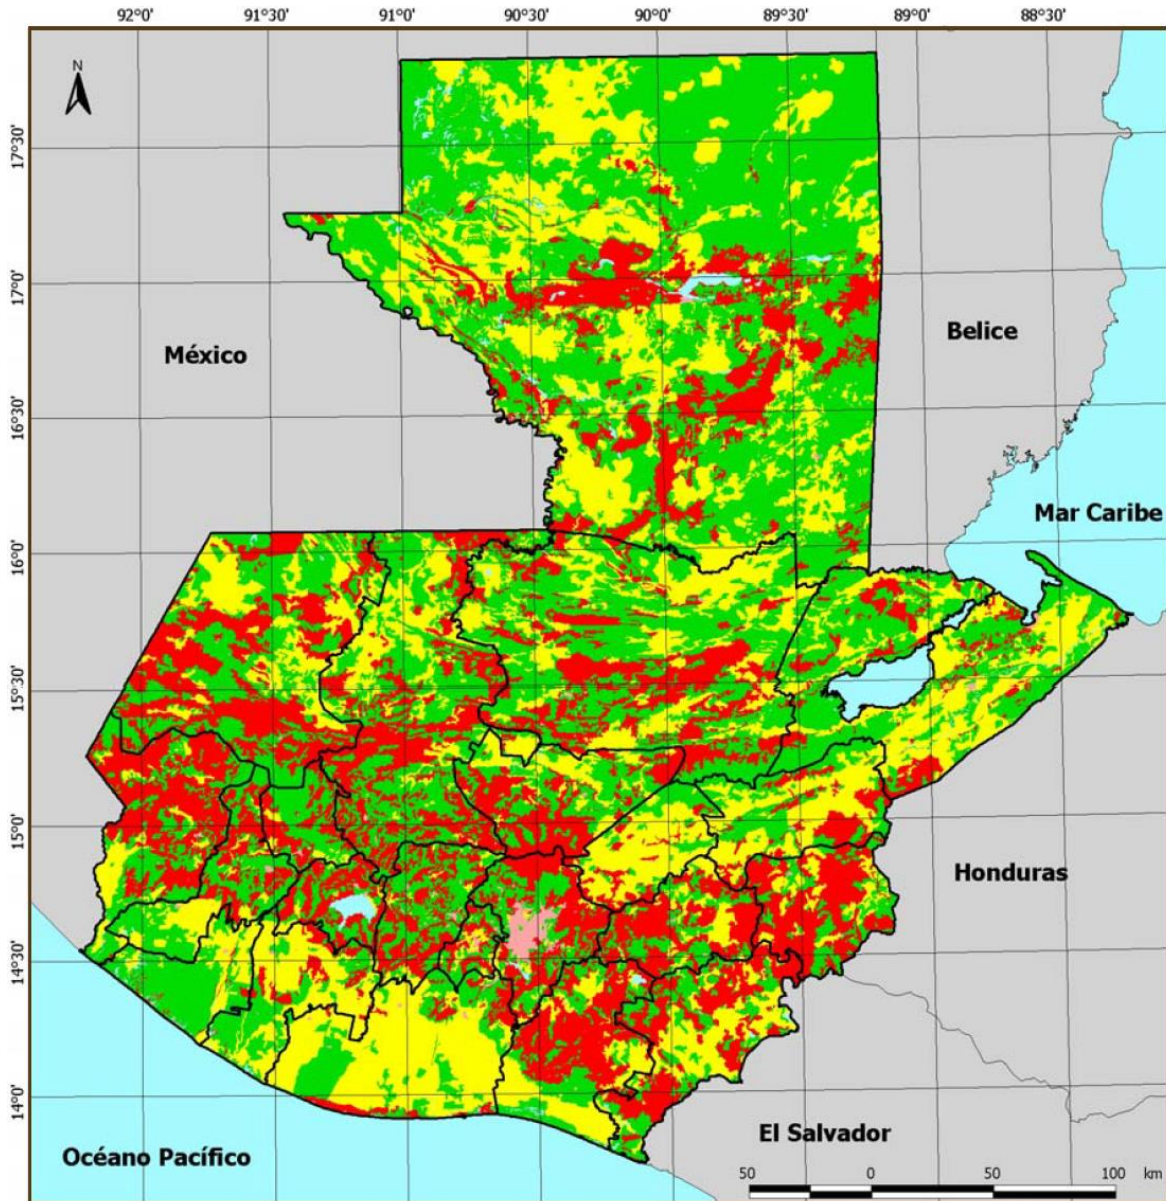 92°0' 91°30' 91°0' 90°30' 90°0' 89°30' 89°0' 88°30'
N
17°30'
17°0'
México
Belice
16°30'
Mar Caribe
16°0'
15°30'
15°0'
Honduras
14°30'
14°0'
El Salvador
Océano Pacífico
50 0 50 100 km